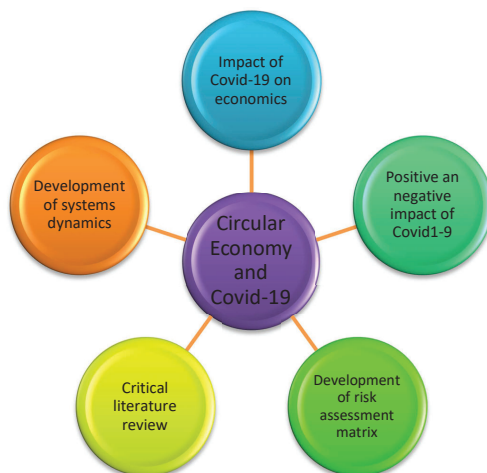 Impact of
Covid-19 on
economics
Development
of systems
dynamics
Positive an
negative
impact of
Covid1-9
Circular
Economy
and
Covid-19
Critical
literature
review
Development
of risk
assessment
matrix